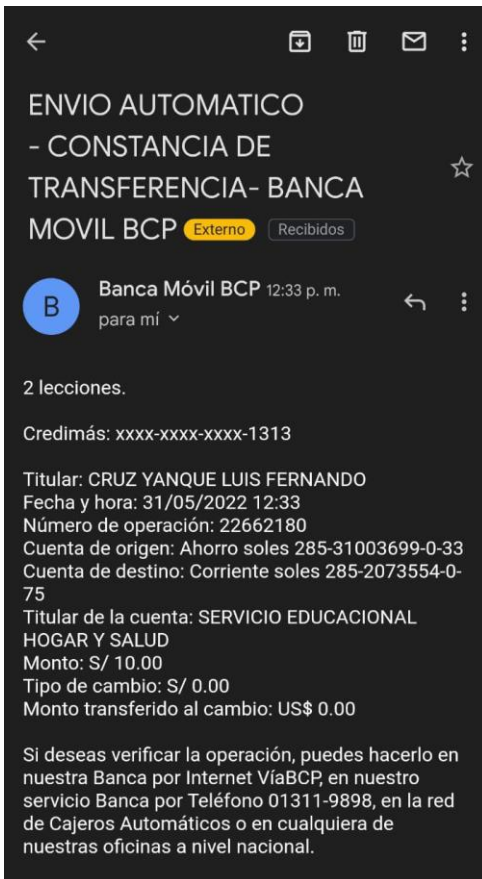 ENVIO AUTOMATICO
- CONSTANCIA DE
TRANSFERENCIA- BANCA
MOVIL BCP Externo Recibidos
B
Banca Móvil BCP 12:33 p. m.
para mí
2 lecciones.
Credimás: xxxx-xxxx-xxxx-1313
Titular: CRUZ YANQUE LUIS FERNANDO
Fecha y hora: 31/05/2022 12:33
Número de operación: 22662180
Cuenta de origen: Ahorro soles 285-31003699-0-33
Cuenta de destino: Corriente soles 285-2073554-0-
75
Titular de la cuenta: SERVICIO EDUCACIONAL
HOGAR Y SALUD
Monto: S/ 10.00
Tipo de cambio: S/ 0.00
Monto transferido al cambio: US$ 0.00
Si deseas verificar la operación, puedes hacerlo en
nuestra Banca por Internet VíaBCP, en nuestro
servicio Banca por Teléfono 01311-9898, en la red
de Cajeros Automáticos o en cualquiera de
nuestras oficinas a nivel nacional.